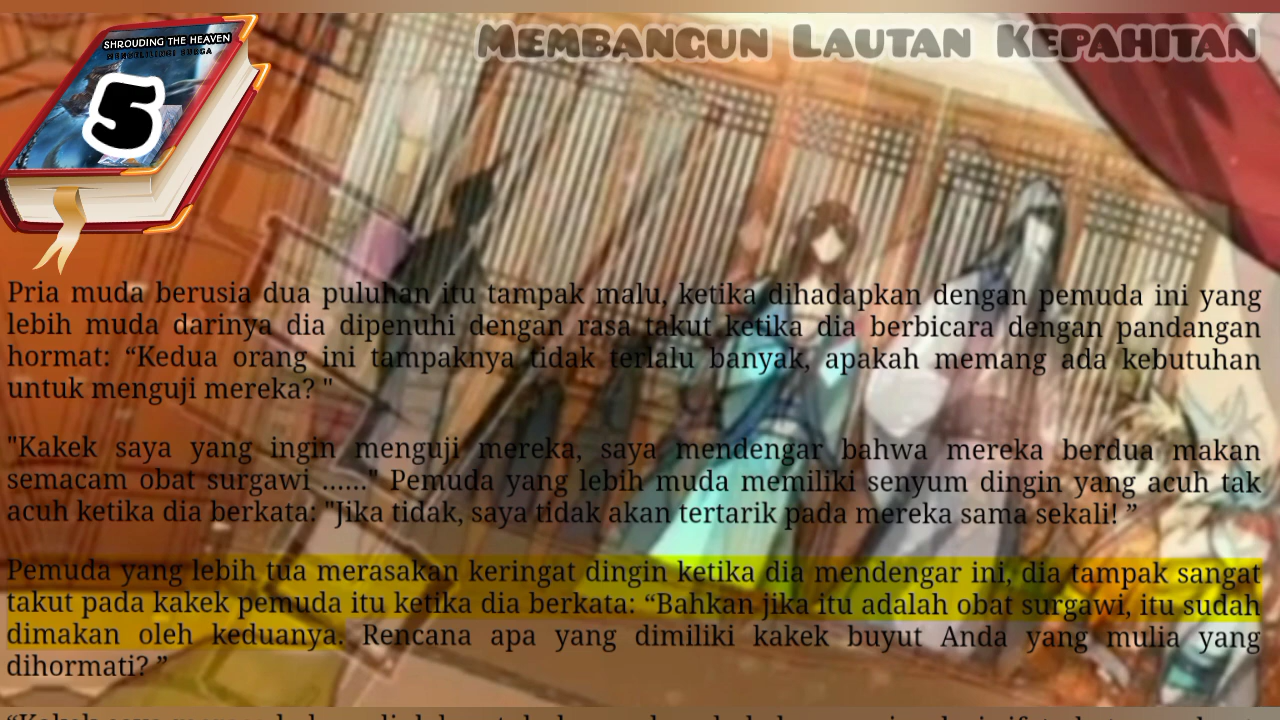 SHROUDING THE HEAVEN
5
MEMBANGUN LAUTAN KEPAHITAN
Pria muda berusia dua puluhan itu tampak malu, ketika dihadapkan dengan pemuda ini yang
lebih muda darinya dia dipenuhi dengan rasa takut ketika dia berbicara dengan pandangan
hormat: “Kedua orang ini tampaknya tidak terlalu banyak, apakah memang ada kebutuhan
untuk menguji mereka? "
"Kakek saya yang ingin menguji mereka, saya mendengar bahwa mereka berdua makan
semacam obat surgawi ......" Pemuda yang lebih muda memiliki senyum dingin yang acuh tak
acuh ketika dia berkata: "Jika tidak, saya tidak akan tertarik pada mereka sama sekali! ”
Pemuda yang lebih tua merasakan keringat dingin ketika dia mendengar ini, dia tampak sangat
takut pada kakek pemuda itu ketika dia berkata: “Bahkan jika itu adalah obat surgawi, itu sudah
dimakan oleh keduanya. Rencana apa yang dimiliki kakek buyut Anda yang mulia yang
dihormati? ”